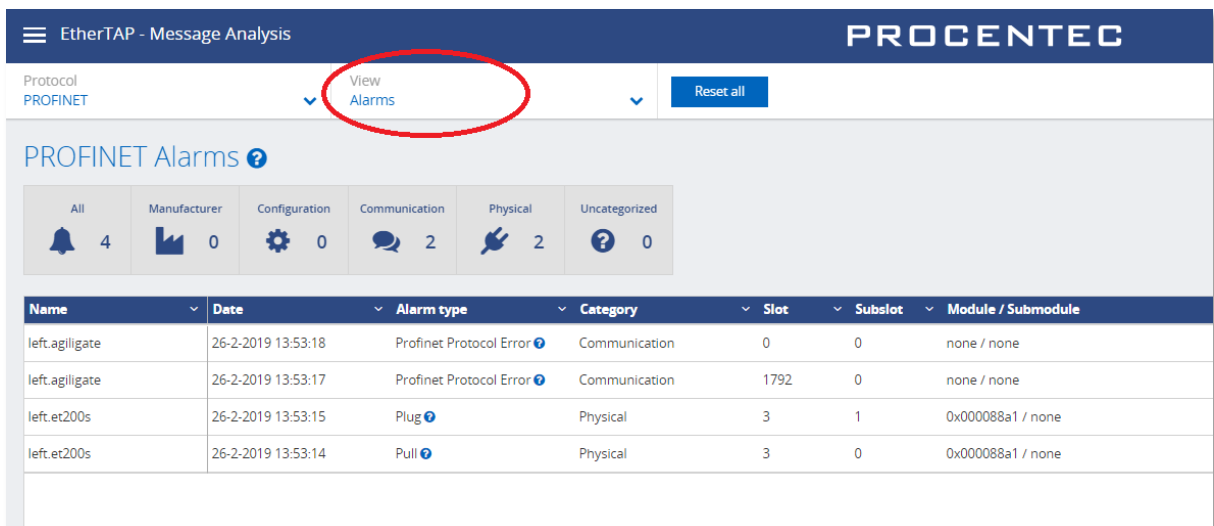 EtherTAP - Message Analysis
PROCENTEC
Protocol
PROFINET
View
Alarms
Reset all
PROFINET Alarms ?
All Manufacturer Configuration Communication Physical Uncategorized
4 0 0 2 2 ? 0
Name Date Alarm type Category Slot Subslot Module / Submodule
left.agiligate 26-2-2019 13:53:18 Profinet Protocol Error ? Communication 0 0 none / none
left.agiligate 26-2-2019 13:53:17 Profinet Protocol Error ? Communication 1792 0 none / none
left.et200s 26-2-2019 13:53:15 Plug ? Physical 3 1 0x000088a1 / none
left.et200s 26-2-2019 13:53:14 Pull ? Physical 3 0 0x000088a1 / none